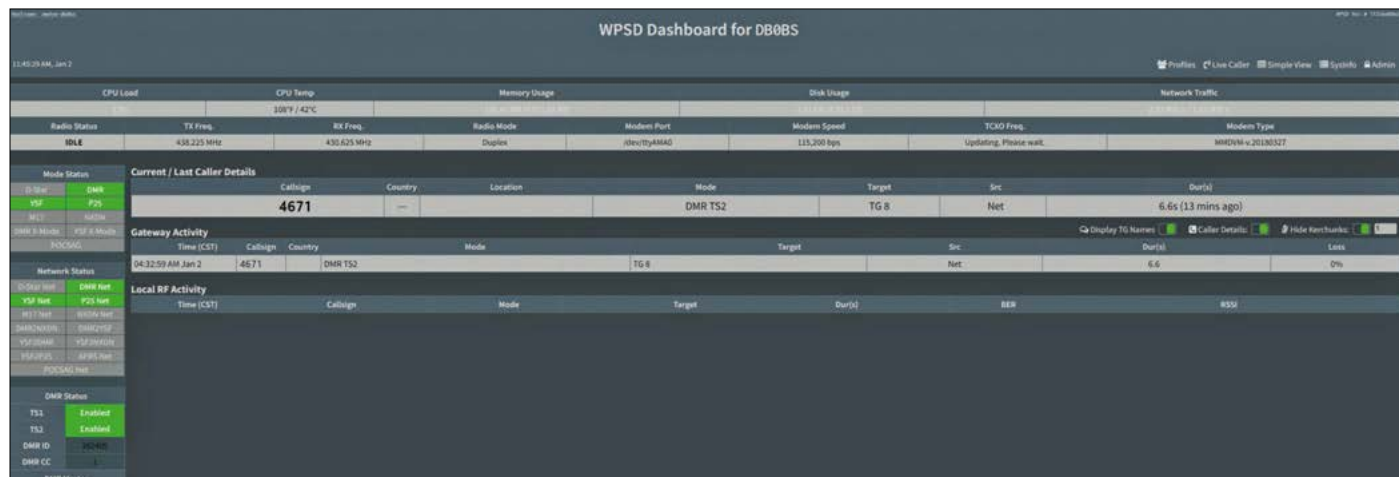 WPSD Dashboard for DB0BS
11:45:29 AM, Jan 2
Profiles Live Caller Simple View SysInfo Admin
CPU Load CPU Temp Memory Usage Disk Usage Network Traffic
108°F / 42°C
Radio Status TX Freq. RX Freq. Radio Mode Modem Port Modem Speed TCXO Freq. Modem Type
IDLE 438.225 MHz 430.625 MHz Duplex /dev/ttyAMA0 115,200 bps Updating, Please wait. MMDVM-v.20180327
Mode Status
D-Star DMR
YSF P25
M17 NXDN
DMR X-Mode YSF X-Mode
POCSAG
Network Status
D-Star Net DMR Net
YSF Net P25 Net
M17 Net NXDN Net
DMR2NXDN DMR2YSF
YSF2DMR YSF2NXDN
YSF2P25 APRS Net
POCSAG Net
DMR Status
TS1 Enabled
TS2 Enabled
DMR ID
DMR CC
Current / Last Caller Details
Callsign Country Location Mode Target Src Dur(s)
4671 — DMR TS2 TG 8 Net 6.6s (13 mins ago)
Gateway Activity
Display TG Names: Caller Details: Hide Kerchunks: 1
Time (CST) Callsign Country Mode Target Src Dur(s) Loss
04:32:59 AM Jan 2 4671 DMR TS2 TG 8 Net 6.6 0%
Local RF Activity
Time (CST) Callsign Mode Target Dur(s) BER RSSI